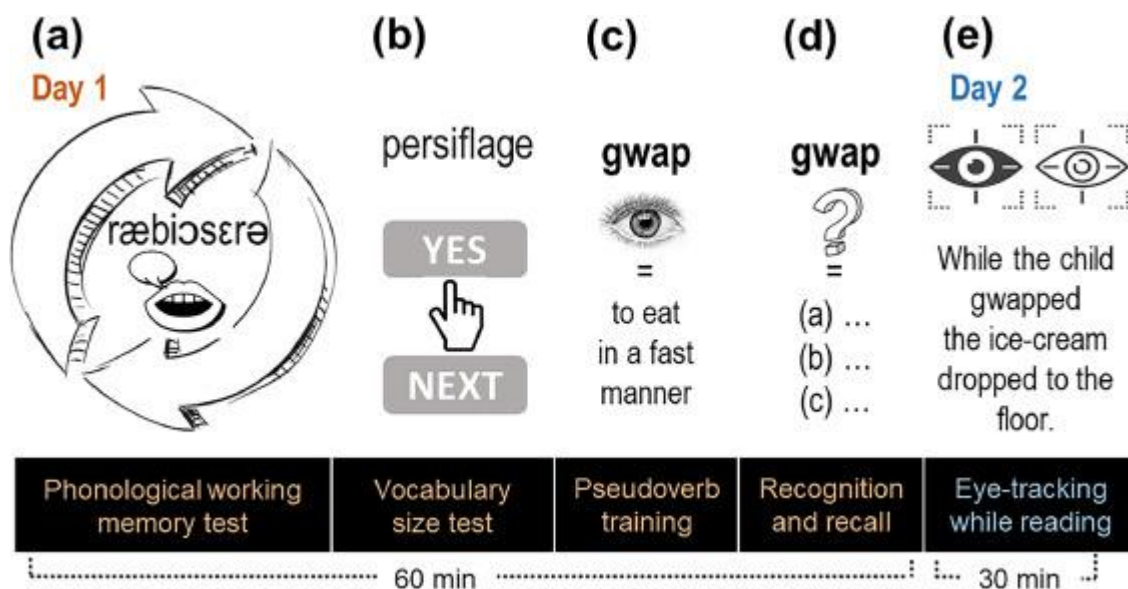 (a)
Day 1
ræbiɔsɛrə
(b)
persiflage
YES
NEXT
(c)
gwap
=
to eat
in a fast
manner
(d)
gwap
?
=
(a) ...
(b) ...
(c) ...
(e)
Day 2
While the child
gwapped
the ice-cream
dropped to the
floor.
Phonological working
memory test
Vocabulary
size test
Pseudoverb
training
Recognition
and recall
Eye-tracking
while reading
60 min
30 min